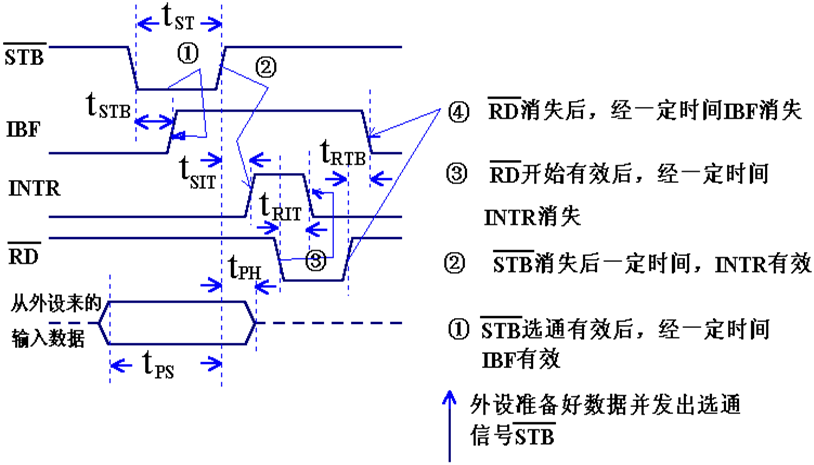 tST
STB
①
②
tSTB
IBF
④ RD消失后，经一定时间IBF消失
tRTB
tSIT
INTR
③ RD开始有效后，经一定时间
INTR消失
tRIT
RD
③
② STB消失后一定时间，INTR有效
tPH
从外设来的
输入数据
① STB选通有效后，经一定时间
IBF有效
tPS
外设准备好数据并发出选通
信号STB